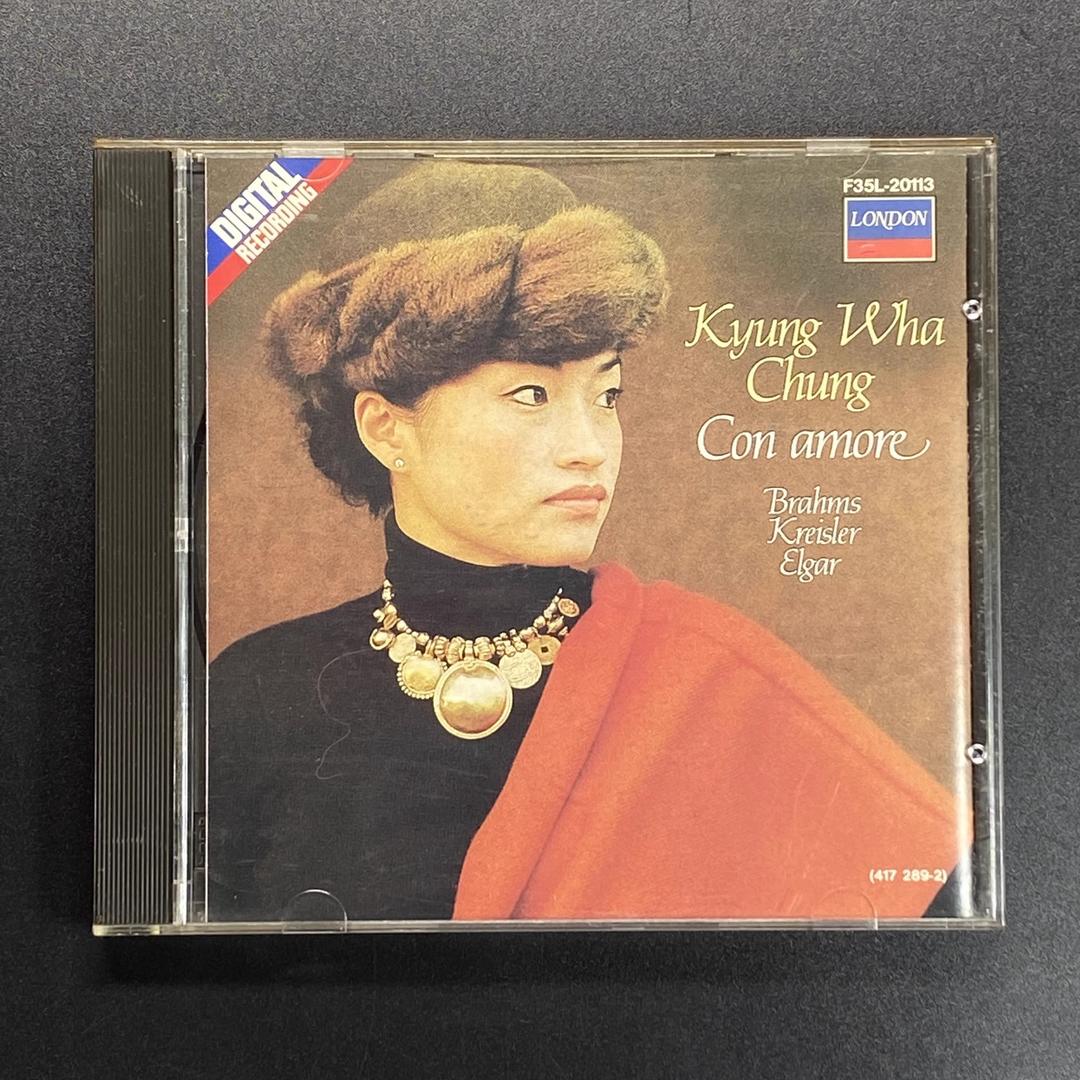 DIGITAL
RECORDING
F35L-20113
LONDON
Kyung Wha
Chung
Con amore
Brahms
Kreisler
Elgar
(417 289-2)